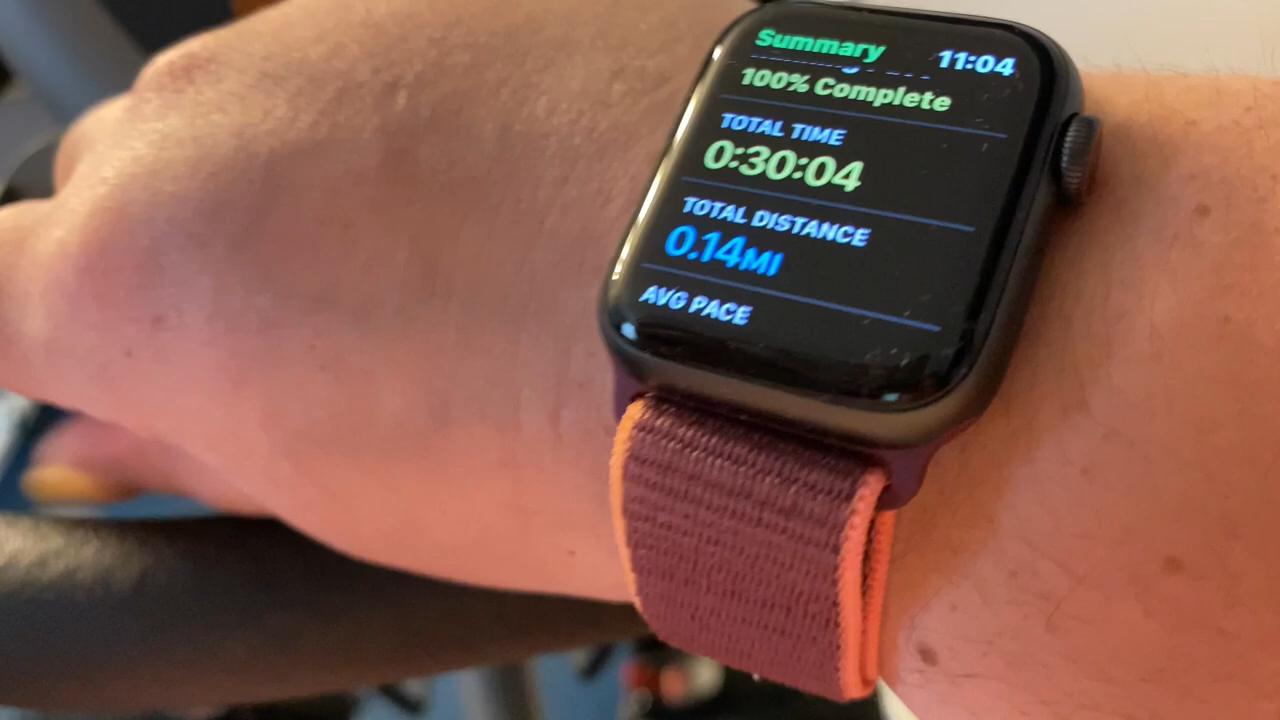 Summary
11:04
100% Complete
TOTAL TIME
0:30:04
TOTAL DISTANCE
0.14MI
AVG PACE